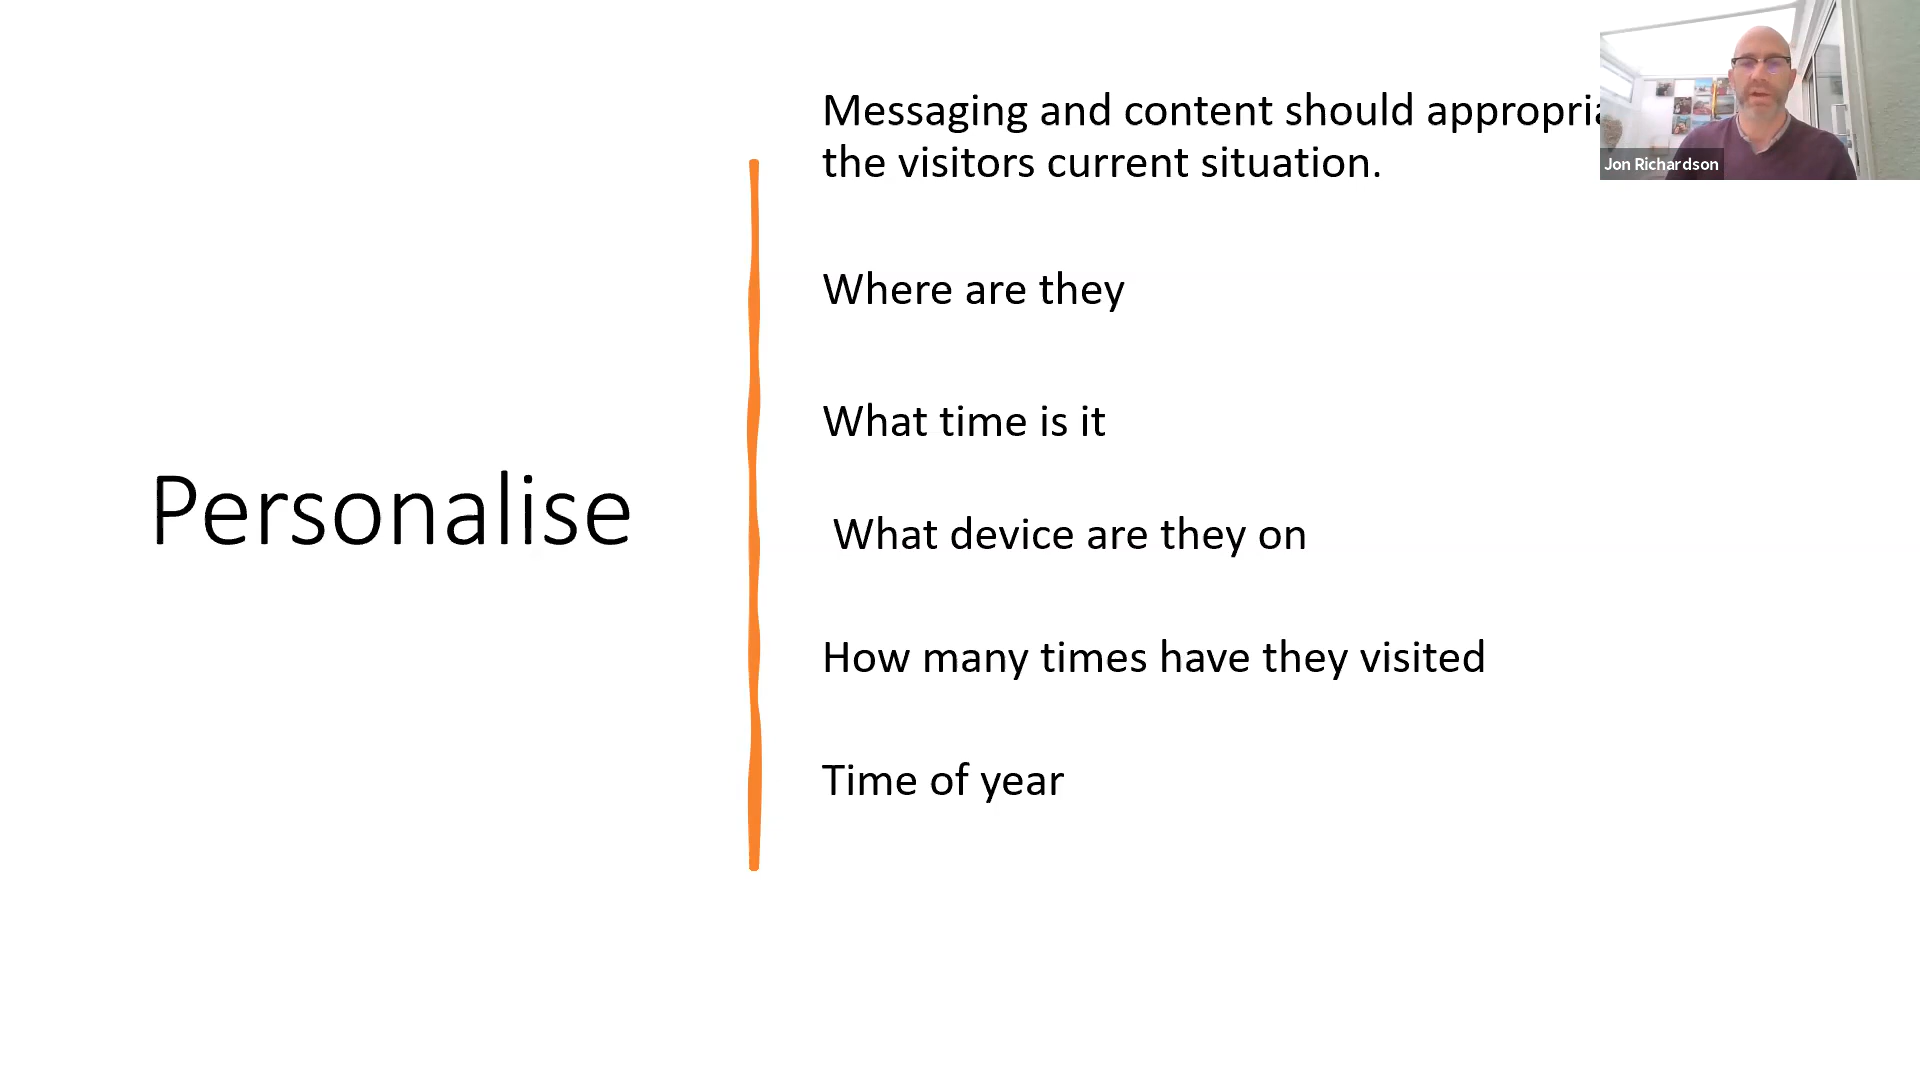 Personalise
Messaging and content should
the visitors current situation.
Where are they
What time is it
What device are they on
How many times have they visited
Time of year
Jon Richardson